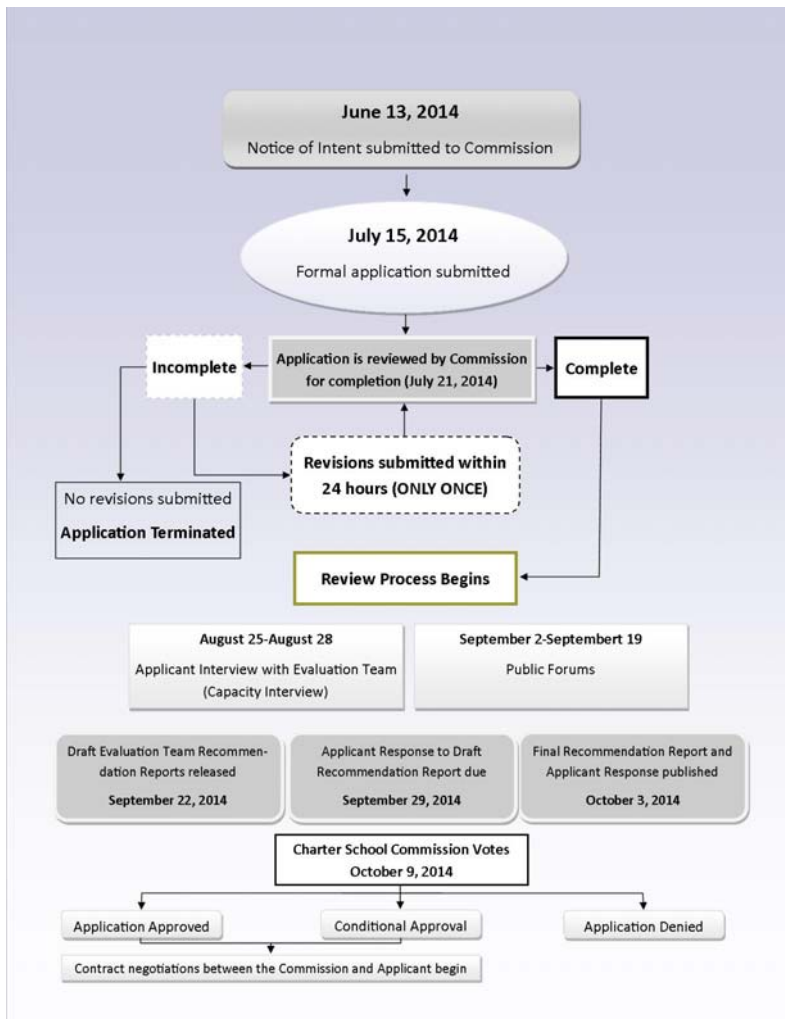 June 13, 2014
Notice of Intent submitted to Commission
July 15, 2014
Formal application submitted
Incomplete
Application is reviewed by Commission
for completion (July 21, 2014)
Complete
Revisions submitted within
24 hours (ONLY ONCE)
No revisions submitted
Application Terminated
Review Process Begins
August 25-August 28
Applicant Interview with Evaluation Team
(Capacity Interview)
September 2-Septembert 19
Public Forums
Draft Evaluation Team Recommen-
dation Reports released
September 22, 2014
Applicant Response to Draft
Recommendation Report due
September 29, 2014
Final Recommendation Report and
Applicant Response published
October 3, 2014
Charter School Commission Votes
October 9, 2014
Application Approved
Conditional Approval
Application Denied
Contract negotiations between the Commission and Applicant begin